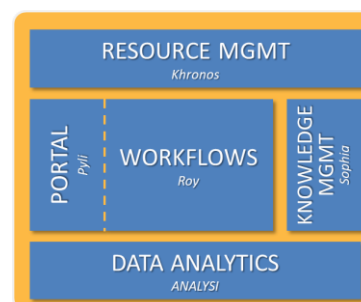 RESOURCE MGMT
Khronos
PORTAL
Pyli
WORKFLOWS
Roy
KNOWLEDGE
MGMT
Sophia
DATA ANALYTICS
ANALYSI